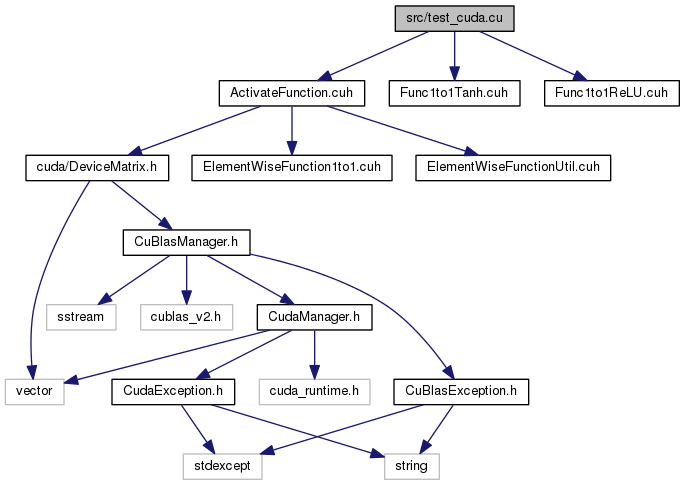 src/test_cuda.cu
ActivateFunction.cuh
Func1to1Tanh.cuh
Func1to1ReLU.cuh
cuda/DeviceMatrix.h
ElementWiseFunction1to1.cuh
ElementWiseFunctionUtil.cuh
CuBlasManager.h
sstream
cublas_v2.h
CudaManager.h
vector
CudaException.h
cuda_runtime.h
CuBlasException.h
stdexcept
string